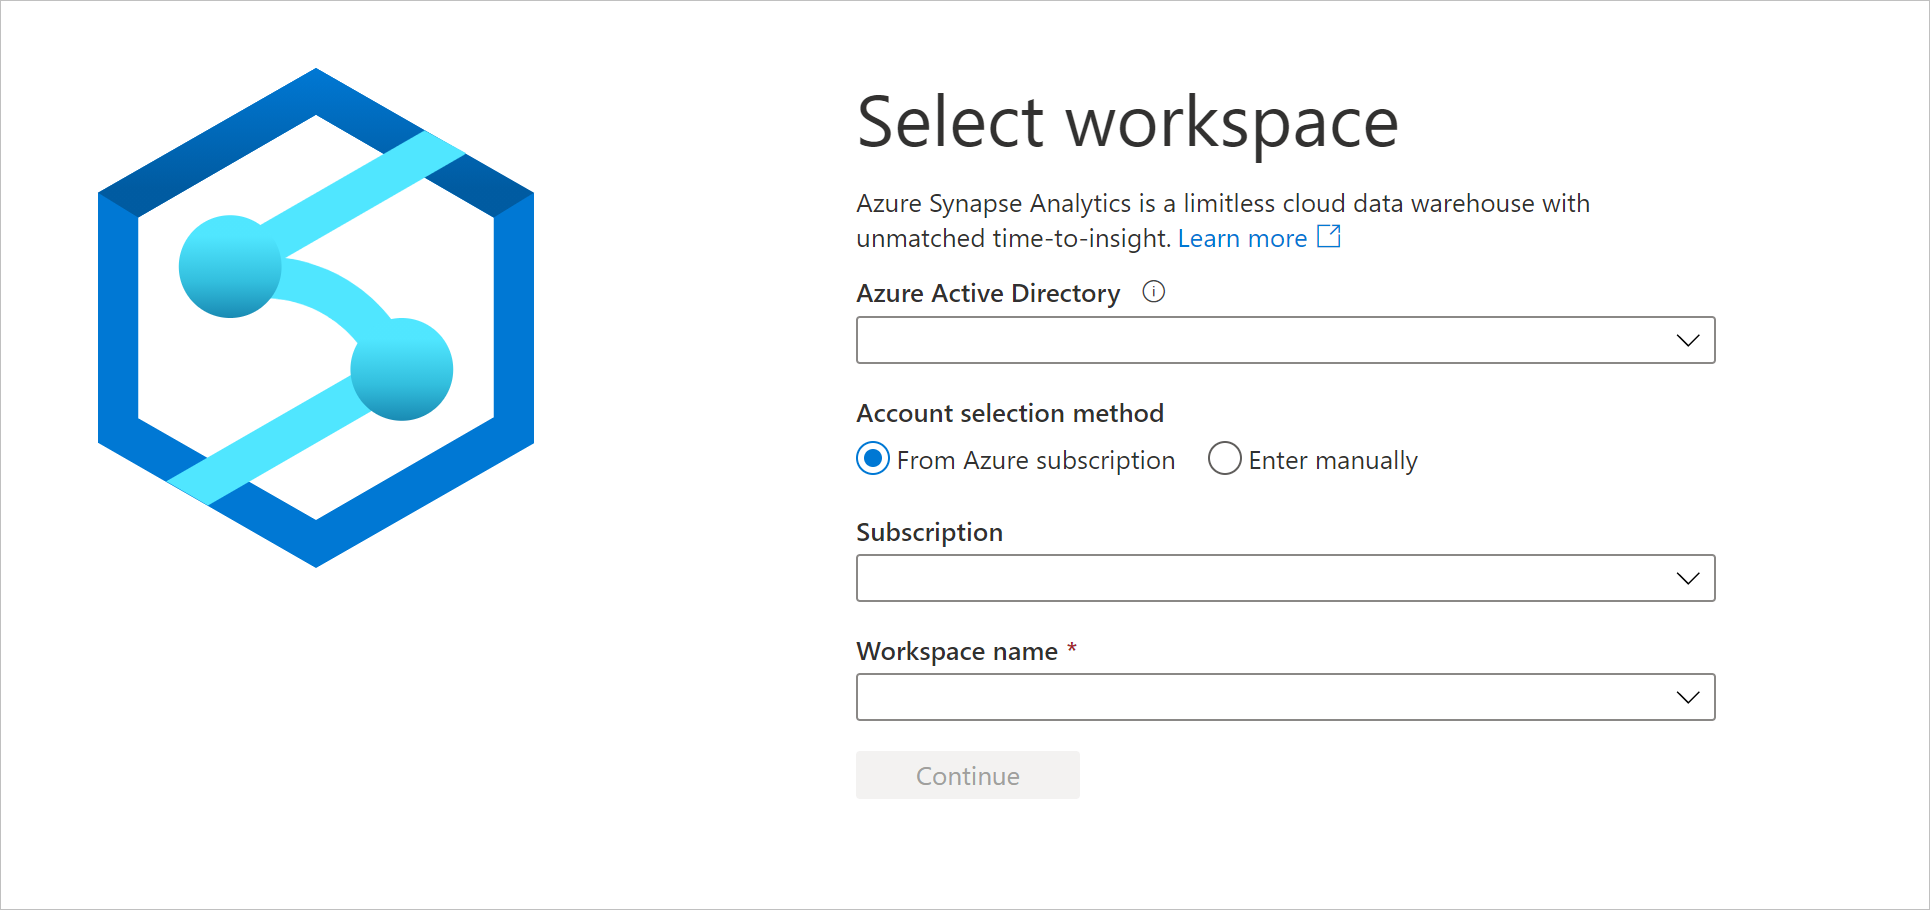 Select workspace
Azure Synapse Analytics is a limitless cloud data warehouse with
unmatched time-to-insight. Learn more
Azure Active Directory
Account selection method
From Azure subscription Enter manually
Subscription
Workspace name *
Continue